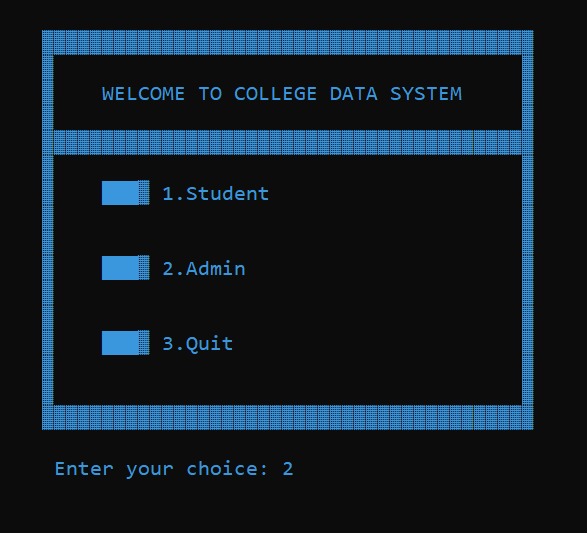 WELCOME TO COLLEGE DATA SYSTEM
1.Student
2.Admin
3.Quit
Enter your choice: 2